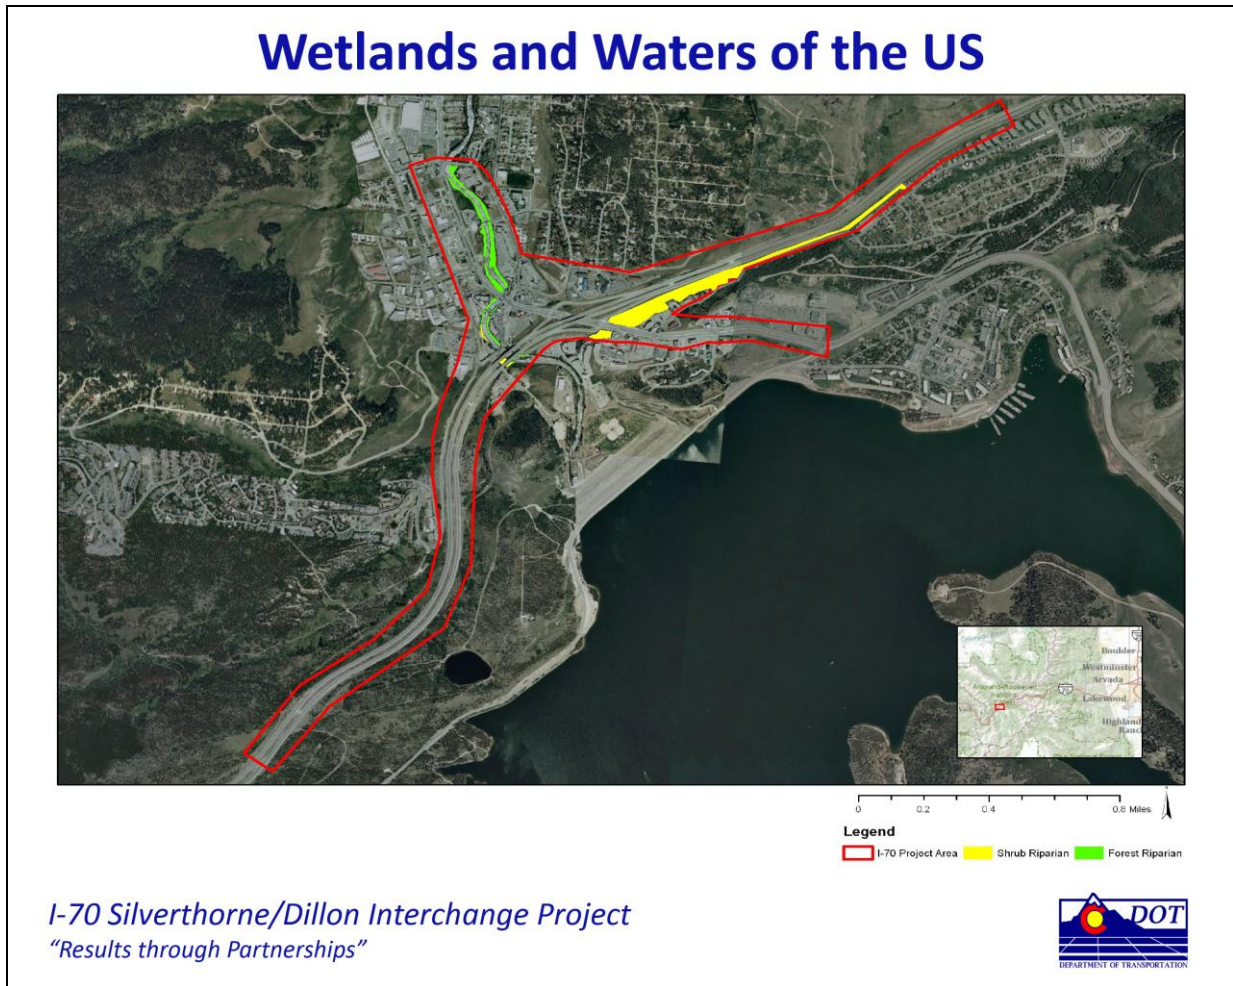 Wetlands and Waters of the US
Boulder
Westminster
Arvada
70
Lakewood
Highland
Ranc
0 0.2 0.4 0.8 Miles
Legend
I-70 Project Area Shrub Riparian Forest Riparian
I-70 Silverthorne/Dillon Interchange Project
“Results through Partnerships”
DOT
DEPARTMENT OF TRANSPORTATION